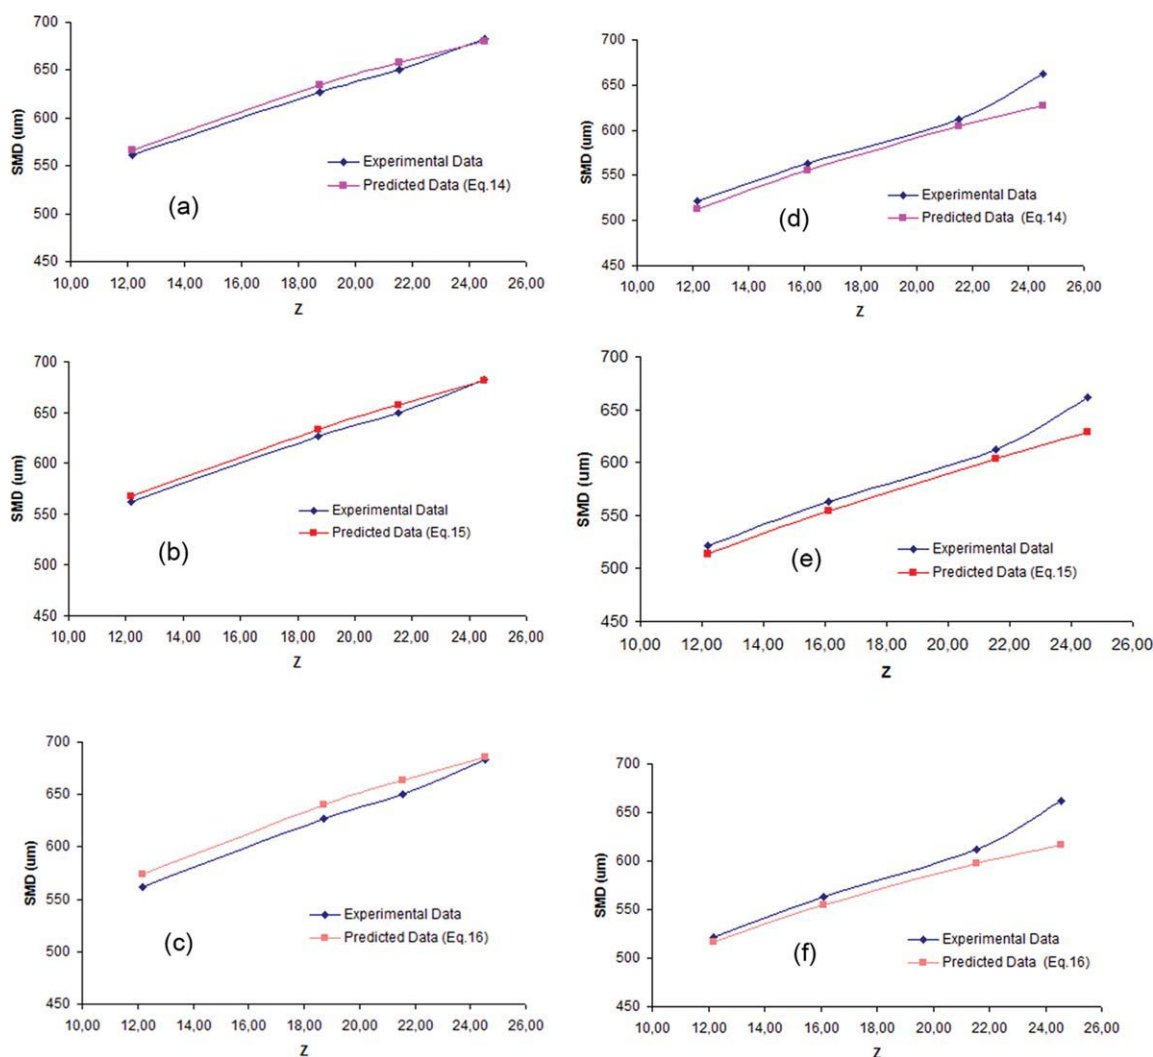 700
650
600
550
500
450
SMD (um)
Experimental Data
Predicted Data (Eq.14)
(a)
10,00 12,00 14,00 16,00 18,00 20,00 22,00 24,00 26,00
Z
700
650
600
550
500
450
SMD (um)
Experimental Data
Predicted Data (Eq.14)
(d)
10,00 12,00 14,00 16,00 18,00 20,00 22,00 24,00 26,00
Z
700
650
600
550
500
450
SMD (um)
Experimental Datal
Predicted Data (Eq.15)
(b)
10,00 12,00 14,00 16,00 18,00 20,00 22,00 24,00 26,00
Z
700
650
600
550
500
450
SMD (um)
Experimental Datal
Predicted Data (Eq.15)
(e)
10,00 12,00 14,00 16,00 18,00 20,00 22,00 24,00 26,00
Z
700
650
600
550
500
450
SMD (um)
Experimental Data
Predicted Data (Eq.16)
(c)
10,00 12,00 14,00 16,00 18,00 20,00 22,00 24,00 26,00
Z
700
650
600
550
500
450
SMD (um)
Experimental Data
Predicted Data (Eq.16)
(f)
10,00 12,00 14,00 16,00 18,00 20,00 22,00 24,00 26,00
Z